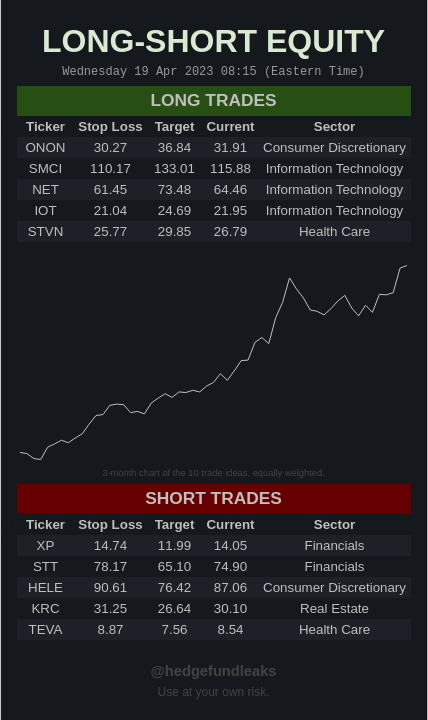 LONG-SHORT EQUITY
Wednesday 19 Apr 2023 08:15 (Eastern Time)
LONG TRADES
Ticker Stop Loss Target Current Sector
ONON 30.27 36.84 31.91 Consumer Discretionary
SMCI 110.17 133.01 115.88 Information Technology
NET 61.45 73.48 64.46 Information Technology
IOT 21.04 24.69 21.95 Information Technology
STVN 25.77 29.85 26.79 Health Care
3-month chart of the 10 trade ideas, equally weighted.
SHORT TRADES
Ticker Stop Loss Target Current Sector
XP 14.74 11.99 14.05 Financials
STT 78.17 65.10 74.90 Financials
HELE 90.61 76.42 87.06 Consumer Discretionary
KRC 31.25 26.64 30.10 Real Estate
TEVA 8.87 7.56 8.54 Health Care
@hedgefundleaks
Use at your own risk.